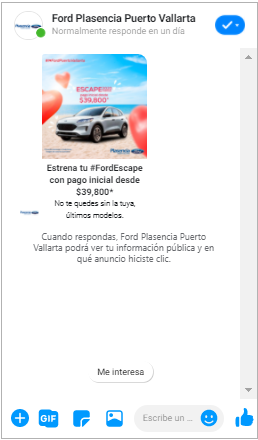 Ford Plasencia Puerto Vallarta
Normalmente responde en un día
ESCAPE
$39,800*
Plasencia
Estrena tu #FordEscape
con pago inicial desde
$39,800*
No te quedes sin la tuya,
últimos modelos.
Cuando respondas, Ford Plasencia Puerto
Vallarta podrá ver tu información pública y en
qué anuncio hiciste clic.
Me interesa
GIF
Escribe un ...